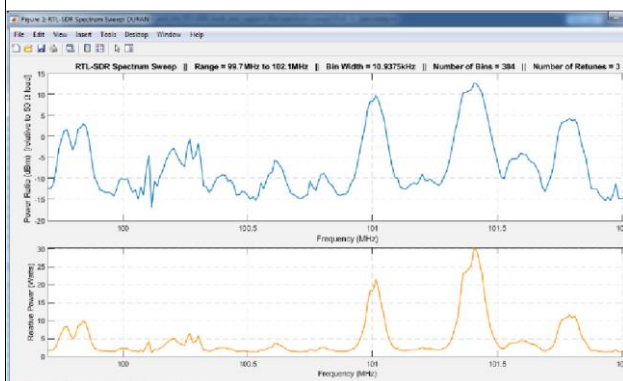 Figure 3: RTL-SDR Spectrum Sweep DURAN
File Edit View Insert Tools Desktop Window Help
RTL-SDR Spectrum Sweep || Range = 99.7MHz to 102.1MHz || Bin Width = 10.9375kHz || Number of Bins = 384 || Number of Retunes = 3
Power Ratio (dBm) [relative to 50 Ω load]
15
10
5
0
-5
-10
-15
-20
100 100.5 101 101.5 10
Frequency (MHz)
Relative Power (Watts)
30
25
20
15
10
5
0
100 100.5 101 101.5 10
Frequency (MHz)